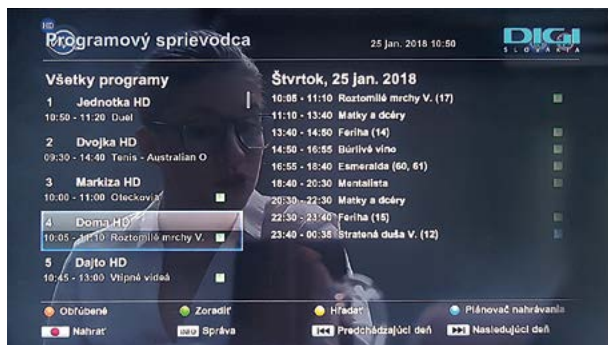 HD
Programový sprievodca
25 jan. 2018 10:50
DIGI
SLOVAKIA
Všetky programy
1 Jednotka HD
10:50 - 11:20 Duel
2 Dvojka HD
09:30 - 14:40 Tenis - Australian O
3 Markiza HD
10:00 - 11:00 Oteckovia
4 Doma HD
10:05 - 11:10 Roztomilé mrchy V.
5 Dajto HD
10:45 - 13:00 Vtipné videá
Štvrtok, 25 jan. 2018
10:05 - 11:10 Roztomilé mrchy V. (17)
11:10 - 13:40 Matky a dcéry
13:40 - 14:50 Feriha (14)
14:50 - 16:55 Búrlivé víno
16:55 - 18:40 Esmeralda (60, 61)
18:40 - 20:30 Mentalista
20:30 - 22:30 Matky a dcéry
22:30 - 23:40 Feriha (15)
23:40 - 00:35 Stratená duša V. (12)
Obľúbené
Zoradiť
Hľadať
Plánovač nahrávania
Nahrať
Správa
Predchádzajúci deň
Nasledujúci deň